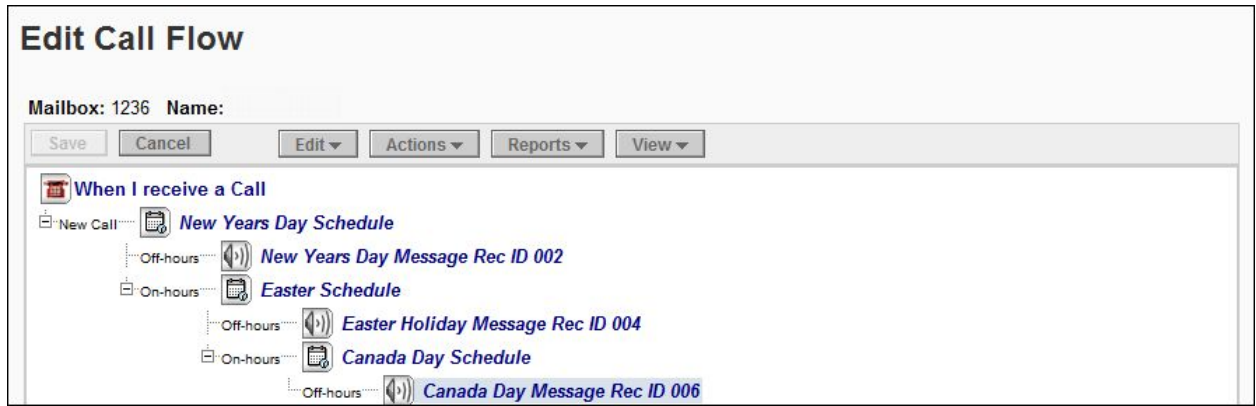 Edit Call Flow
Mailbox: 1236 Name:
Save Cancel Edit Actions Reports View
When I receive a Call
New Call New Years Day Schedule
Off-hours New Years Day Message Rec ID 002
On-hours Easter Schedule
Off-hours Easter Holiday Message Rec ID 004
On-hours Canada Day Schedule
Off-hours Canada Day Message Rec ID 006